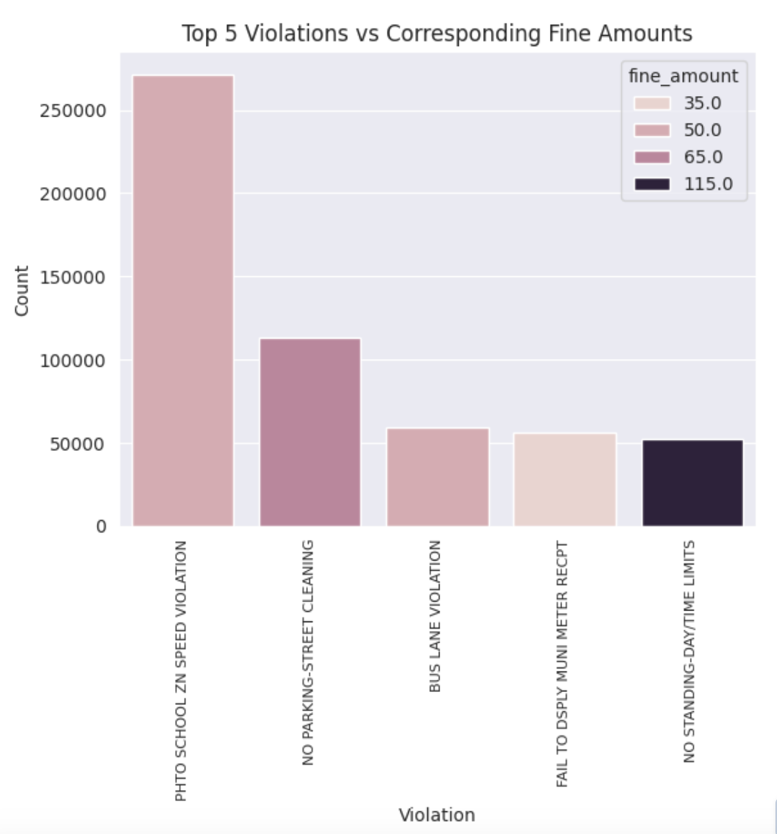 Top 5 Violations vs Corresponding Fine Amounts
fine_amount
35.0
50.0
65.0
115.0
Count
250000
200000
150000
100000
50000
0
PHTO SCHOOL ZN SPEED VIOLATION
NO PARKING-STREET CLEANING
BUS LANE VIOLATION
FAIL TO DSPLY MUNI METER RECPT
NO STANDING-DAY/TIME LIMITS
Violation